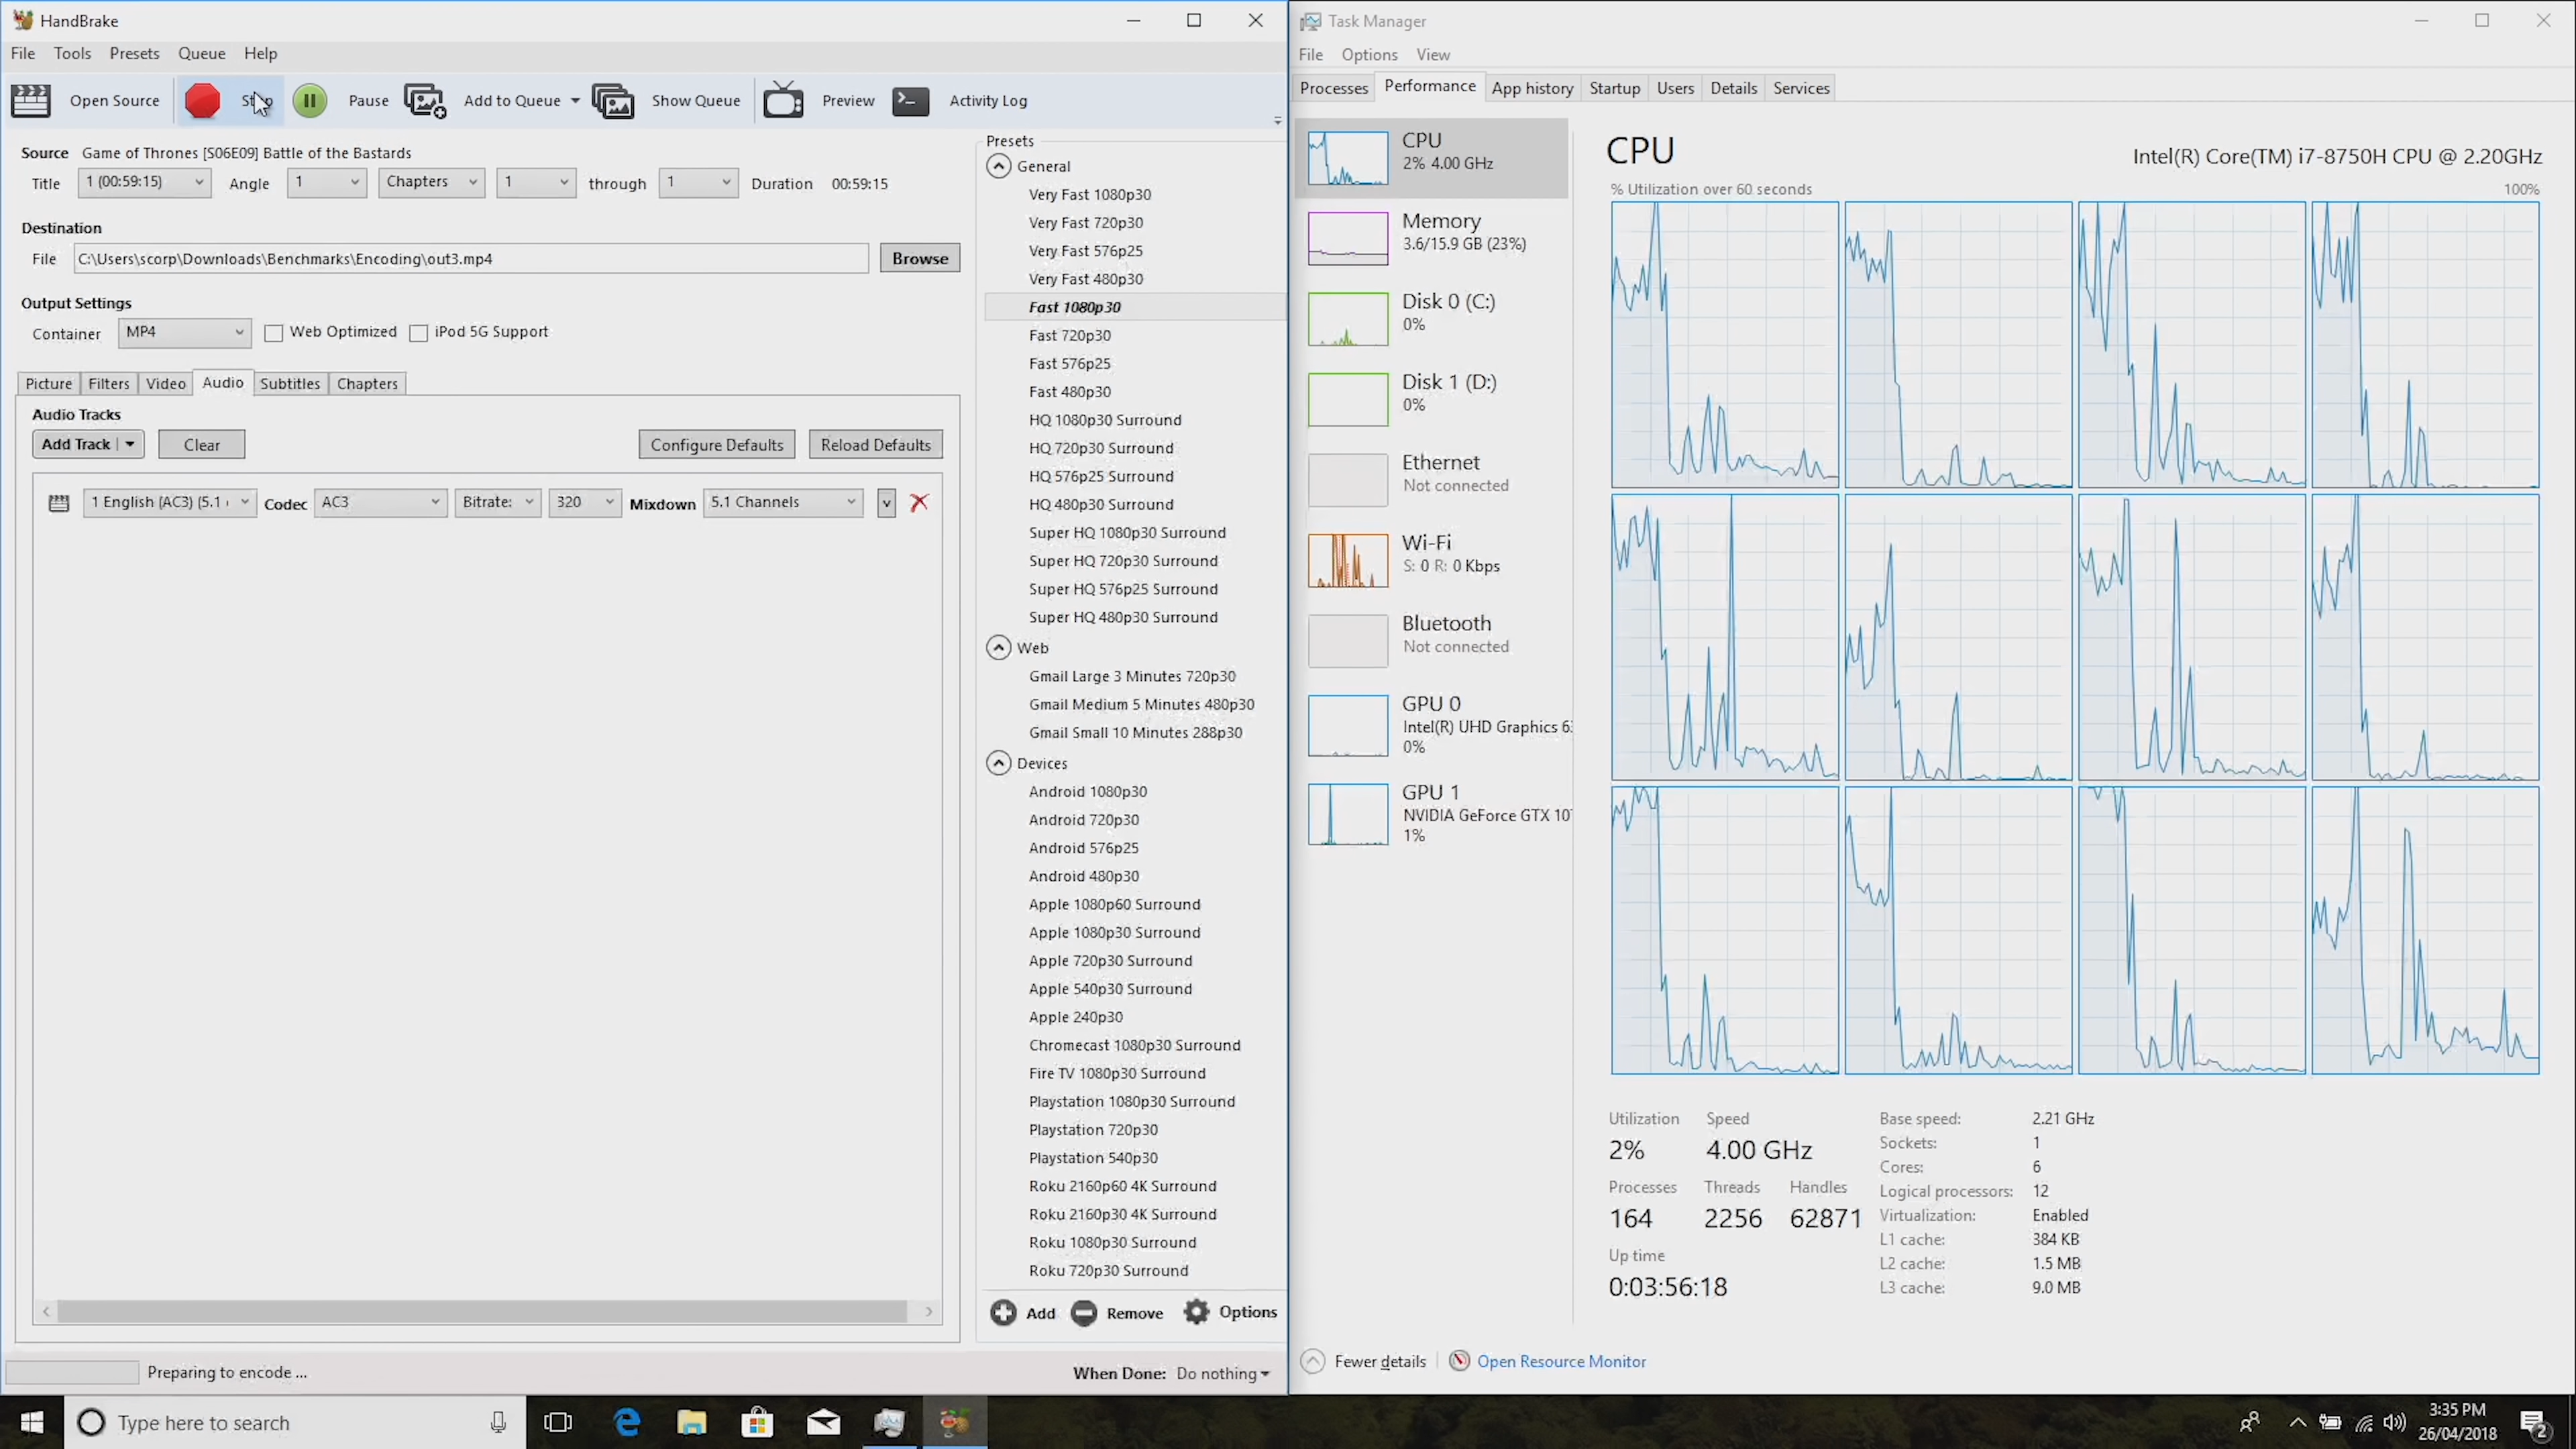 HandBrake
File Tools Presets Queue Help
Open Source Stop Pause Add to Queue Show Queue Preview Activity Log
Source Game of Thrones [S06E09] Battle of the Bastards
Title 1 (00:59:15) Angle 1 Chapters 1 through 1 Duration 00:59:15
Destination
File C:\Users\scorp\Downloads\Benchmarks\Encoding\out3.mp4 Browse
Output Settings
Container MP4 Web Optimized iPod 5G Support
Picture Filters Video Audio Subtitles Chapters
Audio Tracks
Add Track Clear Configure Defaults Reload Defaults
1 English (AC3) (5.1 Codec AC3 Bitrate: 320 Mixdown 5.1 Channels
Presets
General
Very Fast 1080p30
Very Fast 720p30
Very Fast 576p25
Very Fast 480p30
Fast 1080p30
Fast 720p30
Fast 576p25
Fast 480p30
HQ 1080p30 Surround
HQ 720p30 Surround
HQ 576p25 Surround
HQ 480p30 Surround
Super HQ 1080p30 Surround
Super HQ 720p30 Surround
Super HQ 576p25 Surround
Super HQ 480p30 Surround
Web
Gmail Large 3 Minutes 720p30
Gmail Medium 5 Minutes 480p30
Gmail Small 10 Minutes 288p30
Devices
Android 1080p30
Android 720p30
Android 576p25
Android 480p30
Apple 1080p60 Surround
Apple 1080p30 Surround
Apple 720p30 Surround
Apple 540p30 Surround
Apple 240p30
Chromecast 1080p30 Surround
Fire TV 1080p30 Surround
Playstation 1080p30 Surround
Playstation 720p30
Playstation 540p30
Roku 2160p60 4K Surround
Roku 2160p30 4K Surround
Roku 1080p30 Surround
Roku 720p30 Surround
Add Remove Options
Preparing to encode ... When Done: Do nothing
Task Manager
File Options View
Processes Performance App history Startup Users Details Services
CPU
2% 4.00 GHz
Memory
3.6/15.9 GB (23%)
Disk 0 (C:)
0%
Disk 1 (D:)
0%
Ethernet
Not connected
Wi-Fi
S: 0 R: 0 Kbps
Bluetooth
Not connected
GPU 0
Intel(R) UHD Graphics 6
0%
GPU 1
NVIDIA GeForce GTX 10
1%
CPU Intel(R) Core(TM) i7-8750H CPU @ 2.20GHz
% Utilization over 60 seconds 100%
Utilization Speed
2% 4.00 GHz
Processes Threads Handles
164 2256 62871
Up time
0:03:56:18
Base speed: 2.21 GHz
Sockets: 1
Cores: 6
Logical processors: 12
Virtualization: Enabled
L1 cache: 384 KB
L2 cache: 1.5 MB
L3 cache: 9.0 MB
Fewer details Open Resource Monitor
Type here to search
3:35 PM
26/04/2018
2